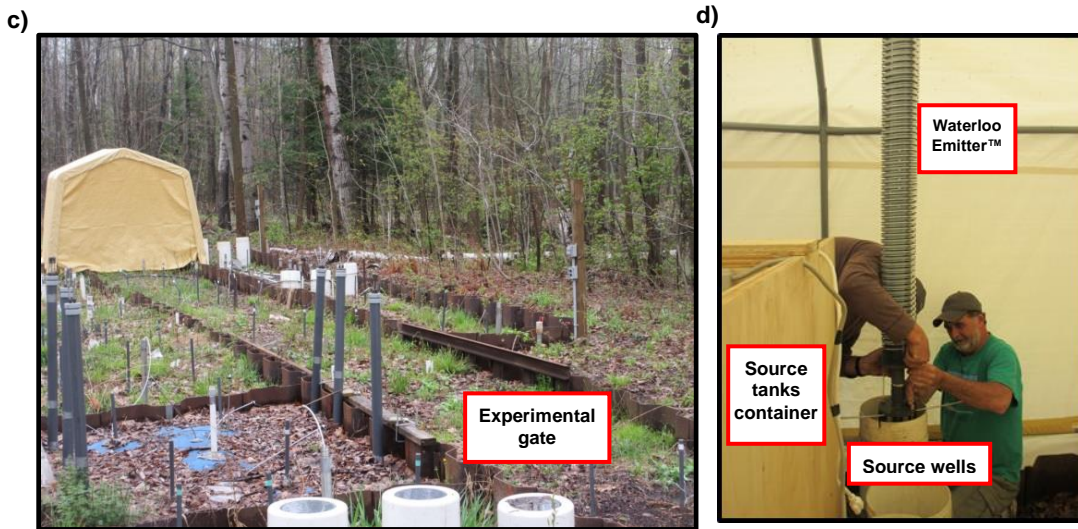 c)
d)
Waterloo
Emitter™
Source
tanks
container
Experimental
gate
Source wells